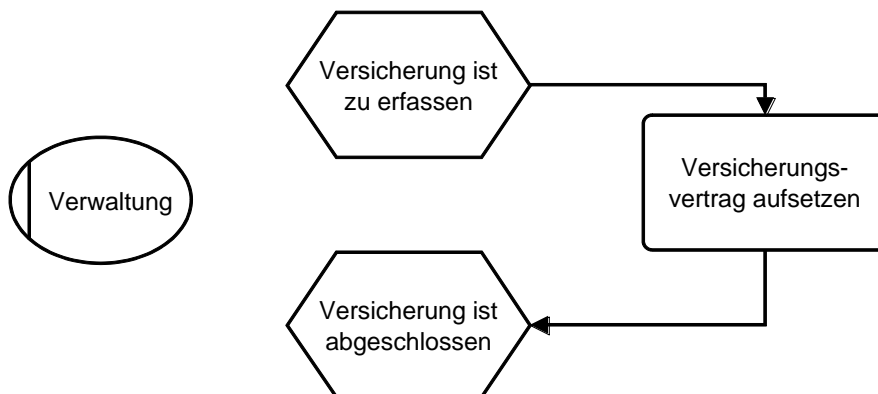 Versicherung ist
zu erfassen
Versicherungs-
vertrag aufsetzen
Verwaltung
Versicherung ist
abgeschlossen